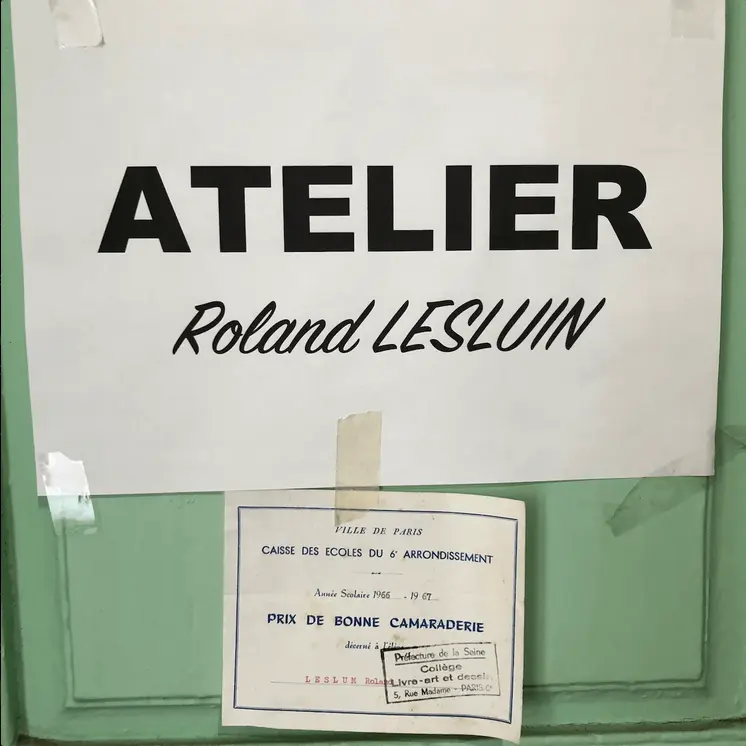 ATELIER
Roland LESLUIN
VILLE DE PARIS
CAISSE DES ECOLES DU 6e ARRONDISSEMENT
Année Scolaire 1966 - 1967
PRIX DE BONNE CAMARADERIE
décerné à l'élève
LESLUM Roland
Préfecture de la Seine
Collège
Livre-art et dessin
5, Rue Madame - PARIS-6e